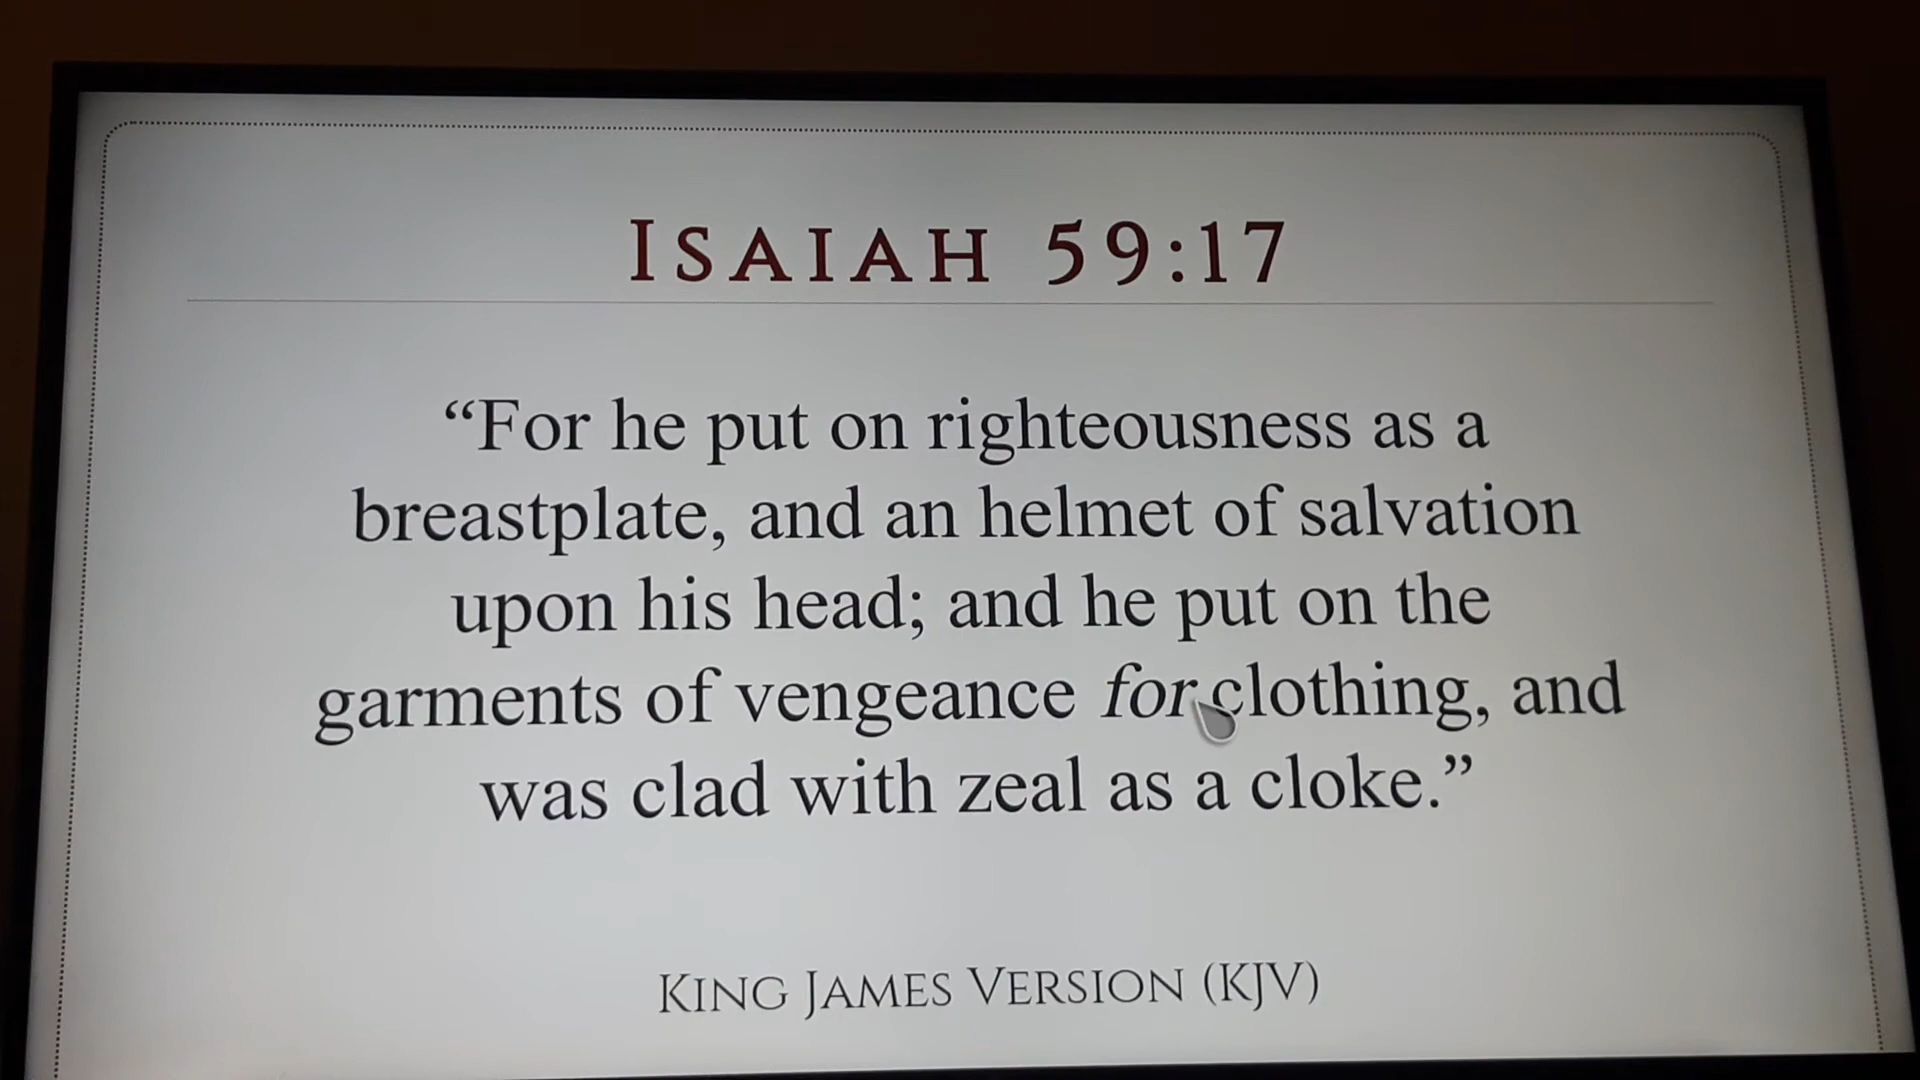 ISAIAH 59:17
“For he put on righteousness as a
breastplate, and an helmet of salvation
upon his head; and he put on the
garments of vengeance for clothing, and
was clad with zeal as a cloke.”
KING JAMES VERSION (KJV)